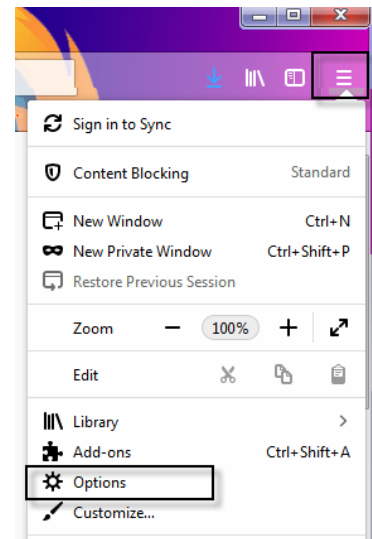 Sign in to Sync
Content Blocking Standard
New Window Ctrl+N
New Private Window Ctrl+Shift+P
Restore Previous Session
Zoom 100%
Edit
Library
Add-ons Ctrl+Shift+A
Options
Customize...